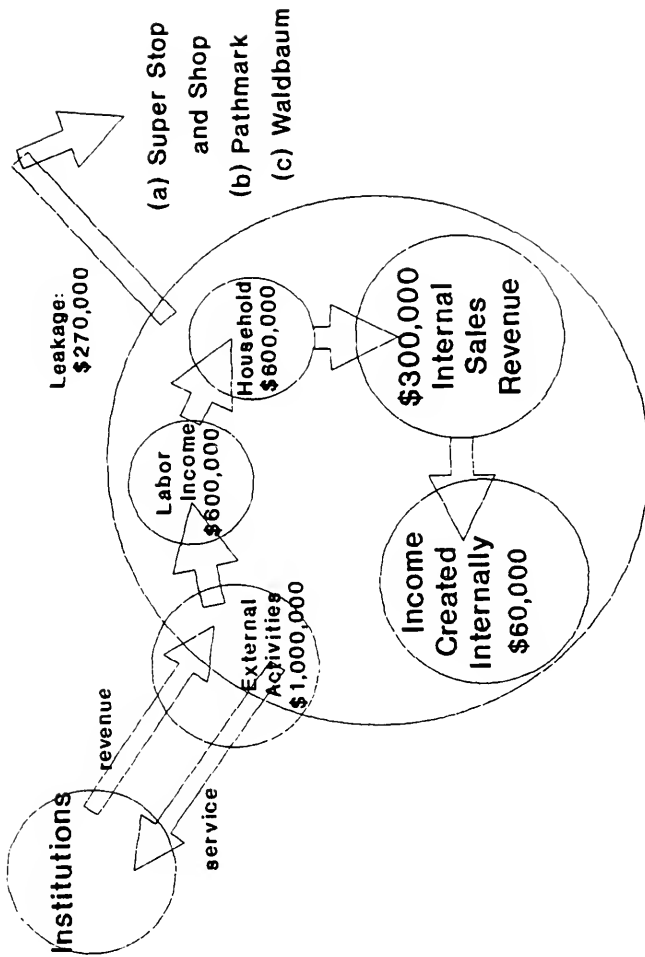 Institutions
revenue
service
External
Activities
$1,000,000
Labor
Income
$600,000
Household
$600,000
Leakage:
$270,000
(a) Super Stop
and Shop
(b) Pathmark
(c) Waldbaum
$300,000
Internal
Sales
Revenue
Income
Created
Internally
$60,000